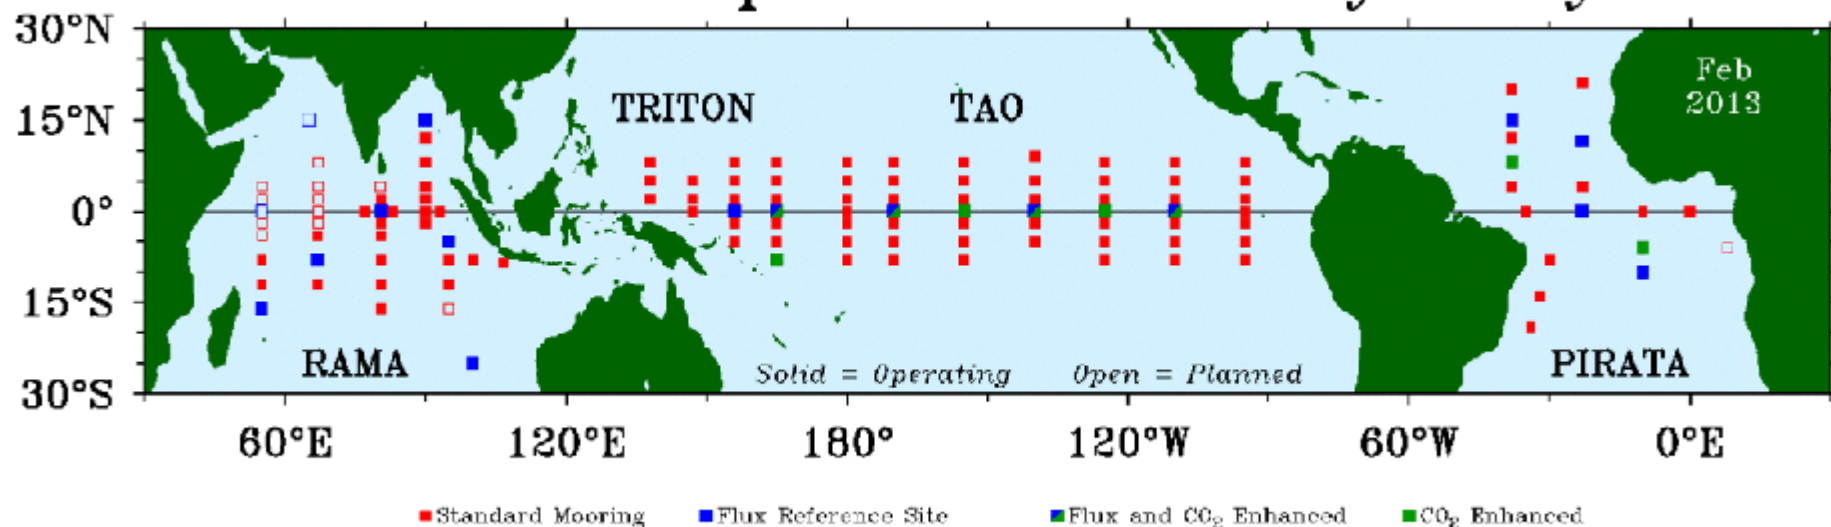 30°N
15°N
0°
15°S
30°S
TRITON
TAO
Feb
2013
RAMA
Solid = Operating
Open = Planned
PIRATA
60°E
120°E
180°
120°W
60°W
0°E
Standard Mooring
Flux Reference Site
Flux and CO₂ Enhanced
CO₂ Enhanced